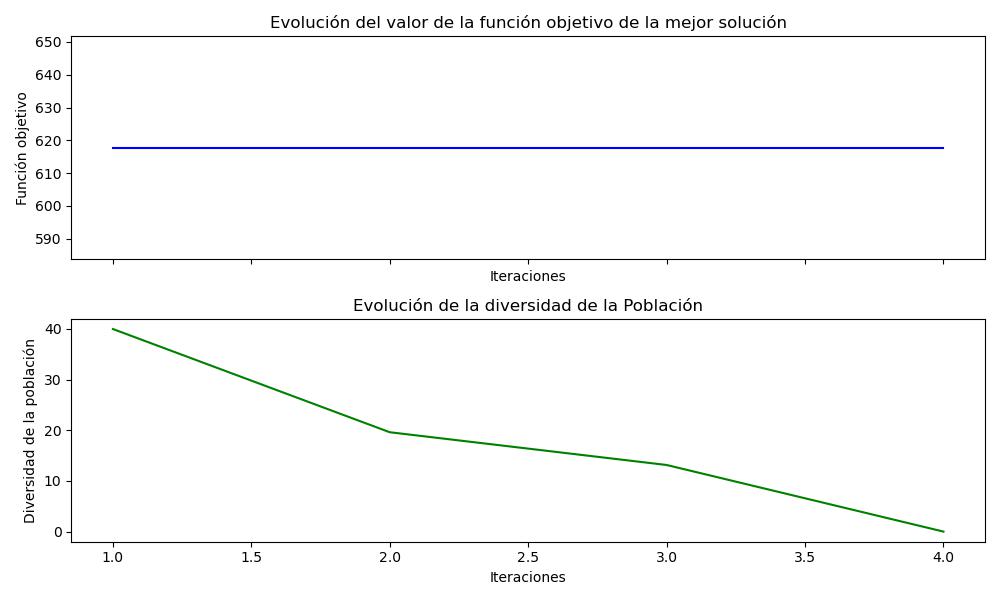 Evolución del valor de la función objetivo de la mejor solución
650
640
630
620
610
600
590
Función objetivo
Iteraciones
Evolución de la diversidad de la Población
40
30
20
10
0
Diversidad de la población
1.0 1.5 2.0 2.5 3.0 3.5 4.0
Iteraciones